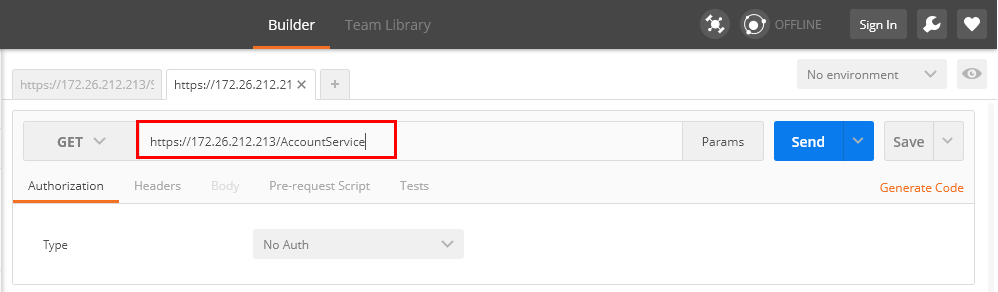 Builder Team Library OFFLINE Sign In
https://172.26.212.213/S https://172.26.212.21 × + No environment
GET https://172.26.212.213/AccountService Params Send Save
Authorization Headers Body Pre-request Script Tests Generate Code
Type No Auth